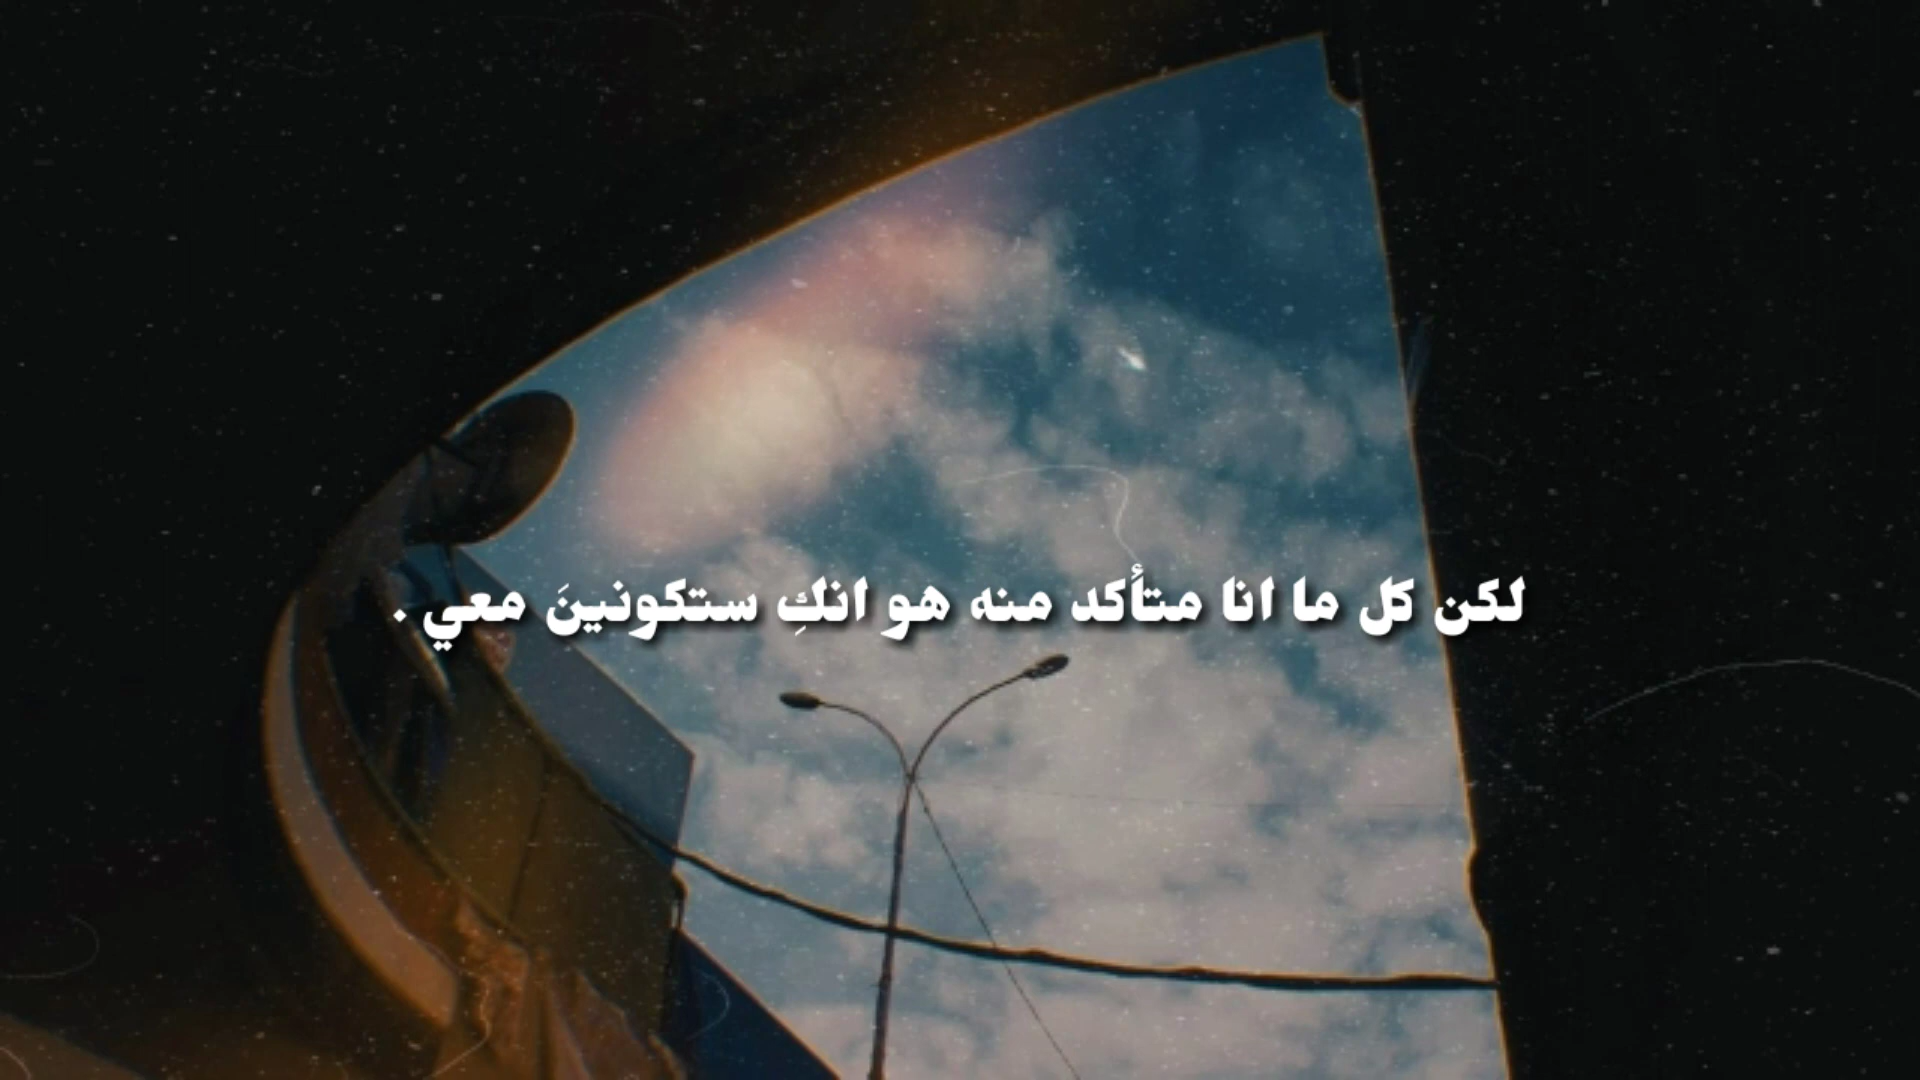 لكن كل ما انا متأكد منه هو انكِ ستكونينَ معي .